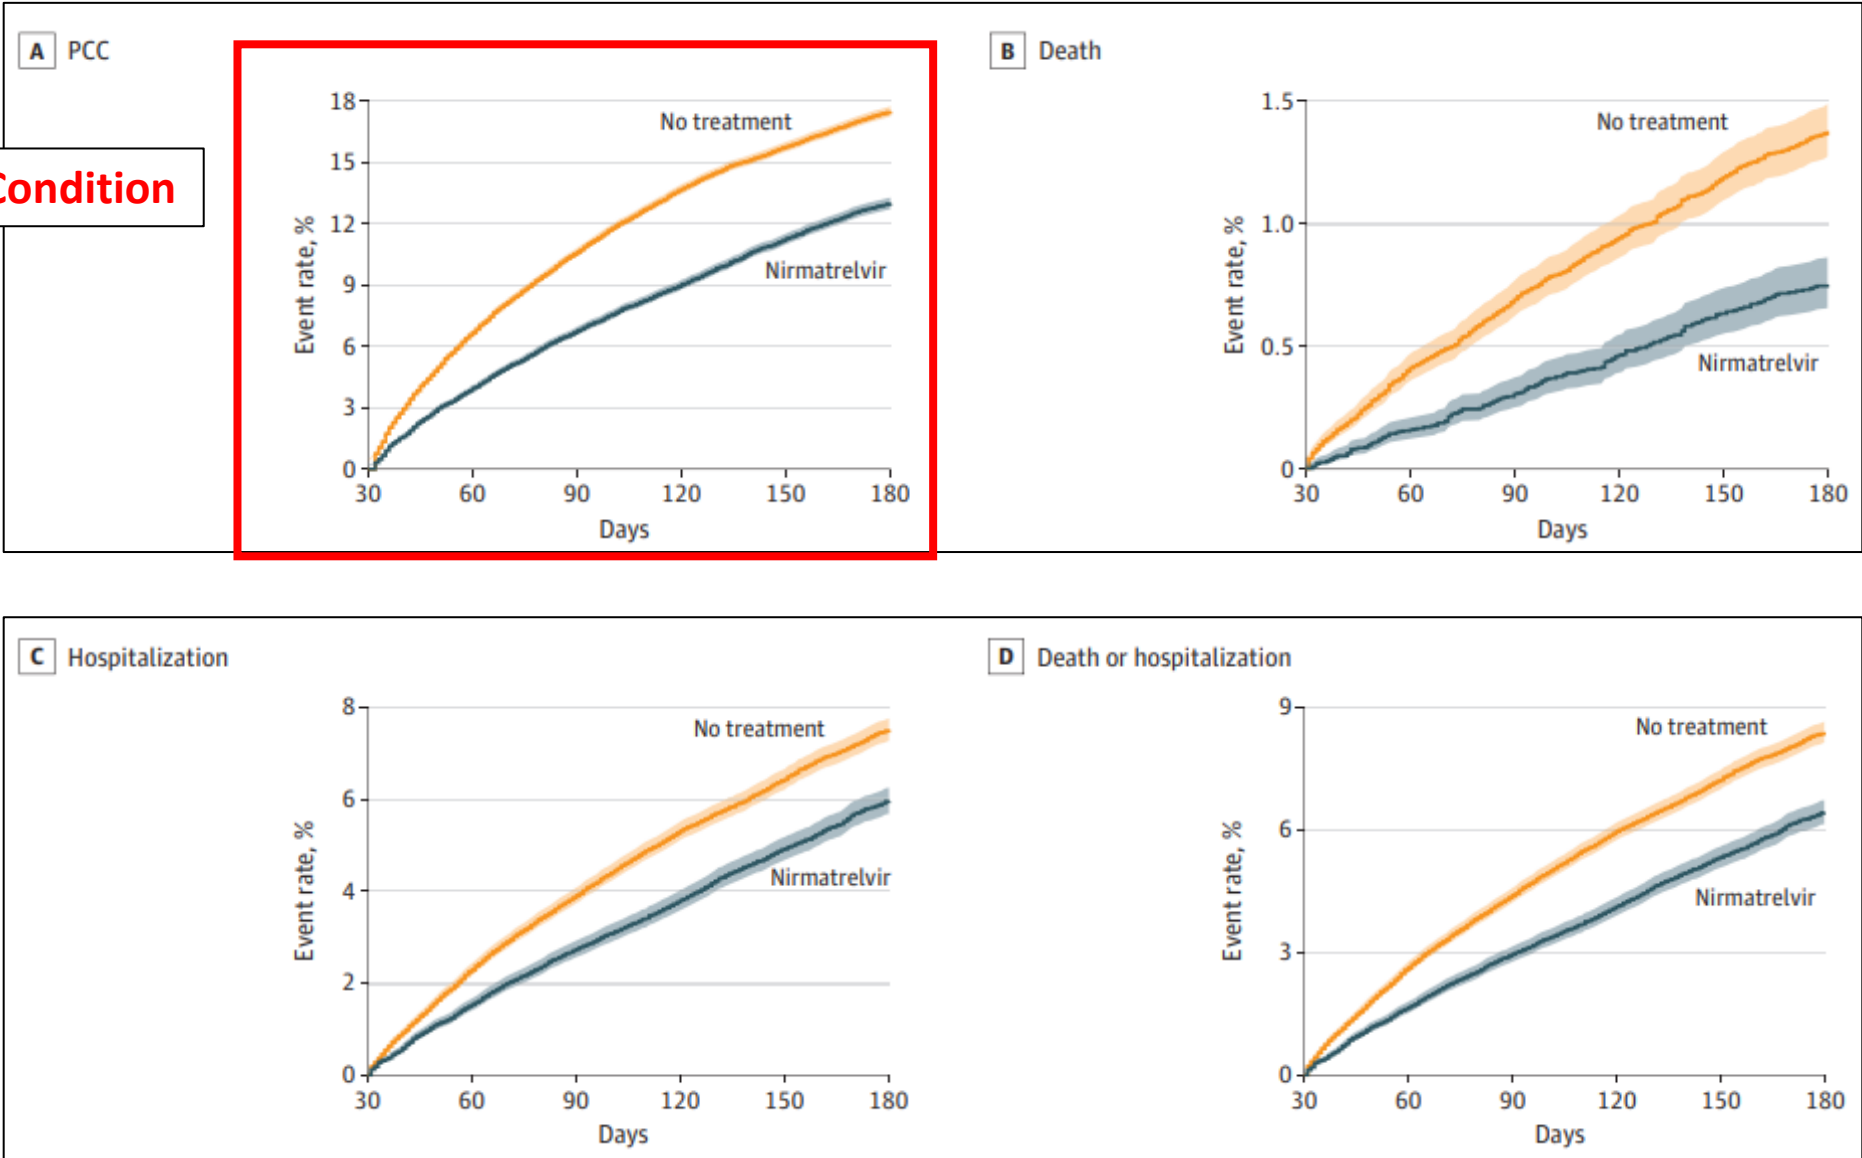 A PCC
Condition
18
15
12
9
6
3
0
Event rate, %
No treatment
Nirmatrelvir
30 60 90 120 150 180
Days
B Death
1.5
1.0
0.5
0
Event rate, %
No treatment
Nirmatrelvir
30 60 90 120 150 180
Days
C Hospitalization
8
6
4
2
0
Event rate, %
No treatment
Nirmatrelvir
30 60 90 120 150 180
Days
D Death or hospitalization
9
6
3
0
Event rate, %
No treatment
Nirmatrelvir
30 60 90 120 150 180
Days